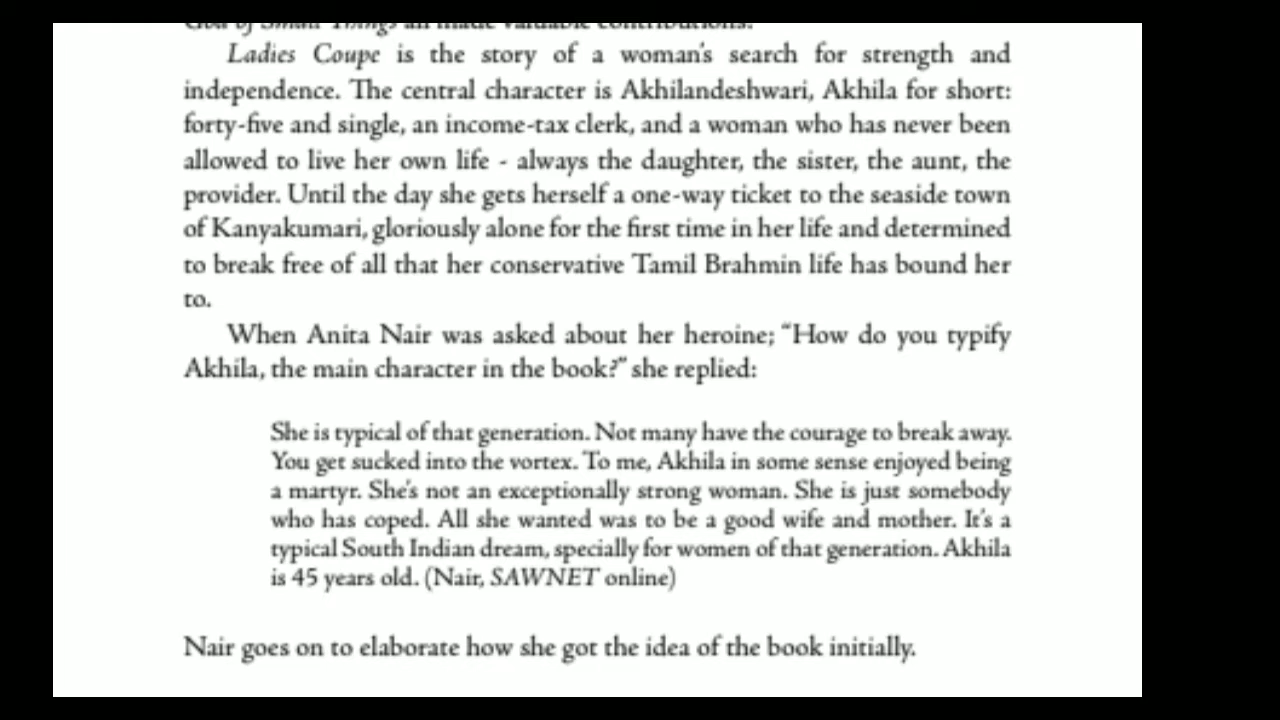 God of Small Things all made valuable contributions.
Ladies Coupe is the story of a woman's search for strength and
independence. The central character is Akhilandeshwari, Akhila for short:
forty-five and single, an income-tax clerk, and a woman who has never been
allowed to live her own life - always the daughter, the sister, the aunt, the
provider. Until the day she gets herself a one-way ticket to the seaside town
of Kanyakumari, gloriously alone for the first time in her life and determined
to break free of all that her conservative Tamil Brahmin life has bound her
to.
When Anita Nair was asked about her heroine; “How do you typify
Akhila, the main character in the book?” she replied:
She is typical of that generation. Not many have the courage to break away.
You get sucked into the vortex. To me, Akhila in some sense enjoyed being
a martyr. She's not an exceptionally strong woman. She is just somebody
who has coped. All she wanted was to be a good wife and mother. It's a
typical South Indian dream, specially for women of that generation. Akhila
is 45 years old. (Nair, SAWNET online)
Nair goes on to elaborate how she got the idea of the book initially.